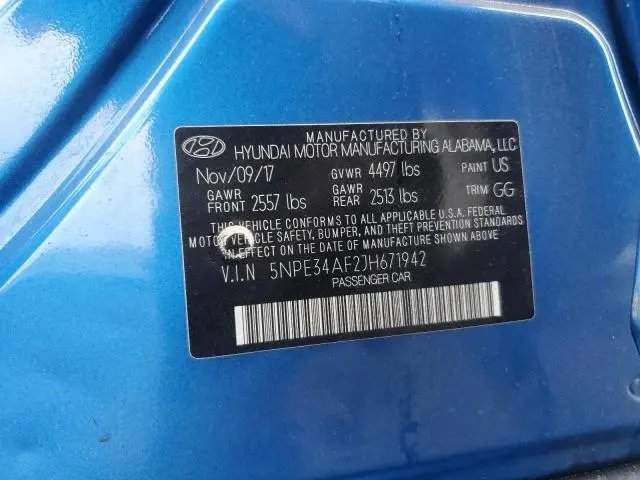 MANUFACTURED BY
HYUNDAI MOTOR MANUFACTURING ALABAMA, LLC
Nov/09/17 GVWR 4497 lbs PAINT US
GAWR FRONT 2557 lbs GAWR REAR 2513 lbs TRIM GG
THIS VEHICLE CONFORMS TO ALL APPLICABLE U.S.A. FEDERAL
MOTOR VEHICLE SAFETY, BUMPER, AND THEFT PREVENTION STANDARDS
IN EFFECT ON THE DATE OF MANUFACTURE SHOWN ABOVE.
V.I.N 5NPE34AF2JH671942
PASSENGER CAR